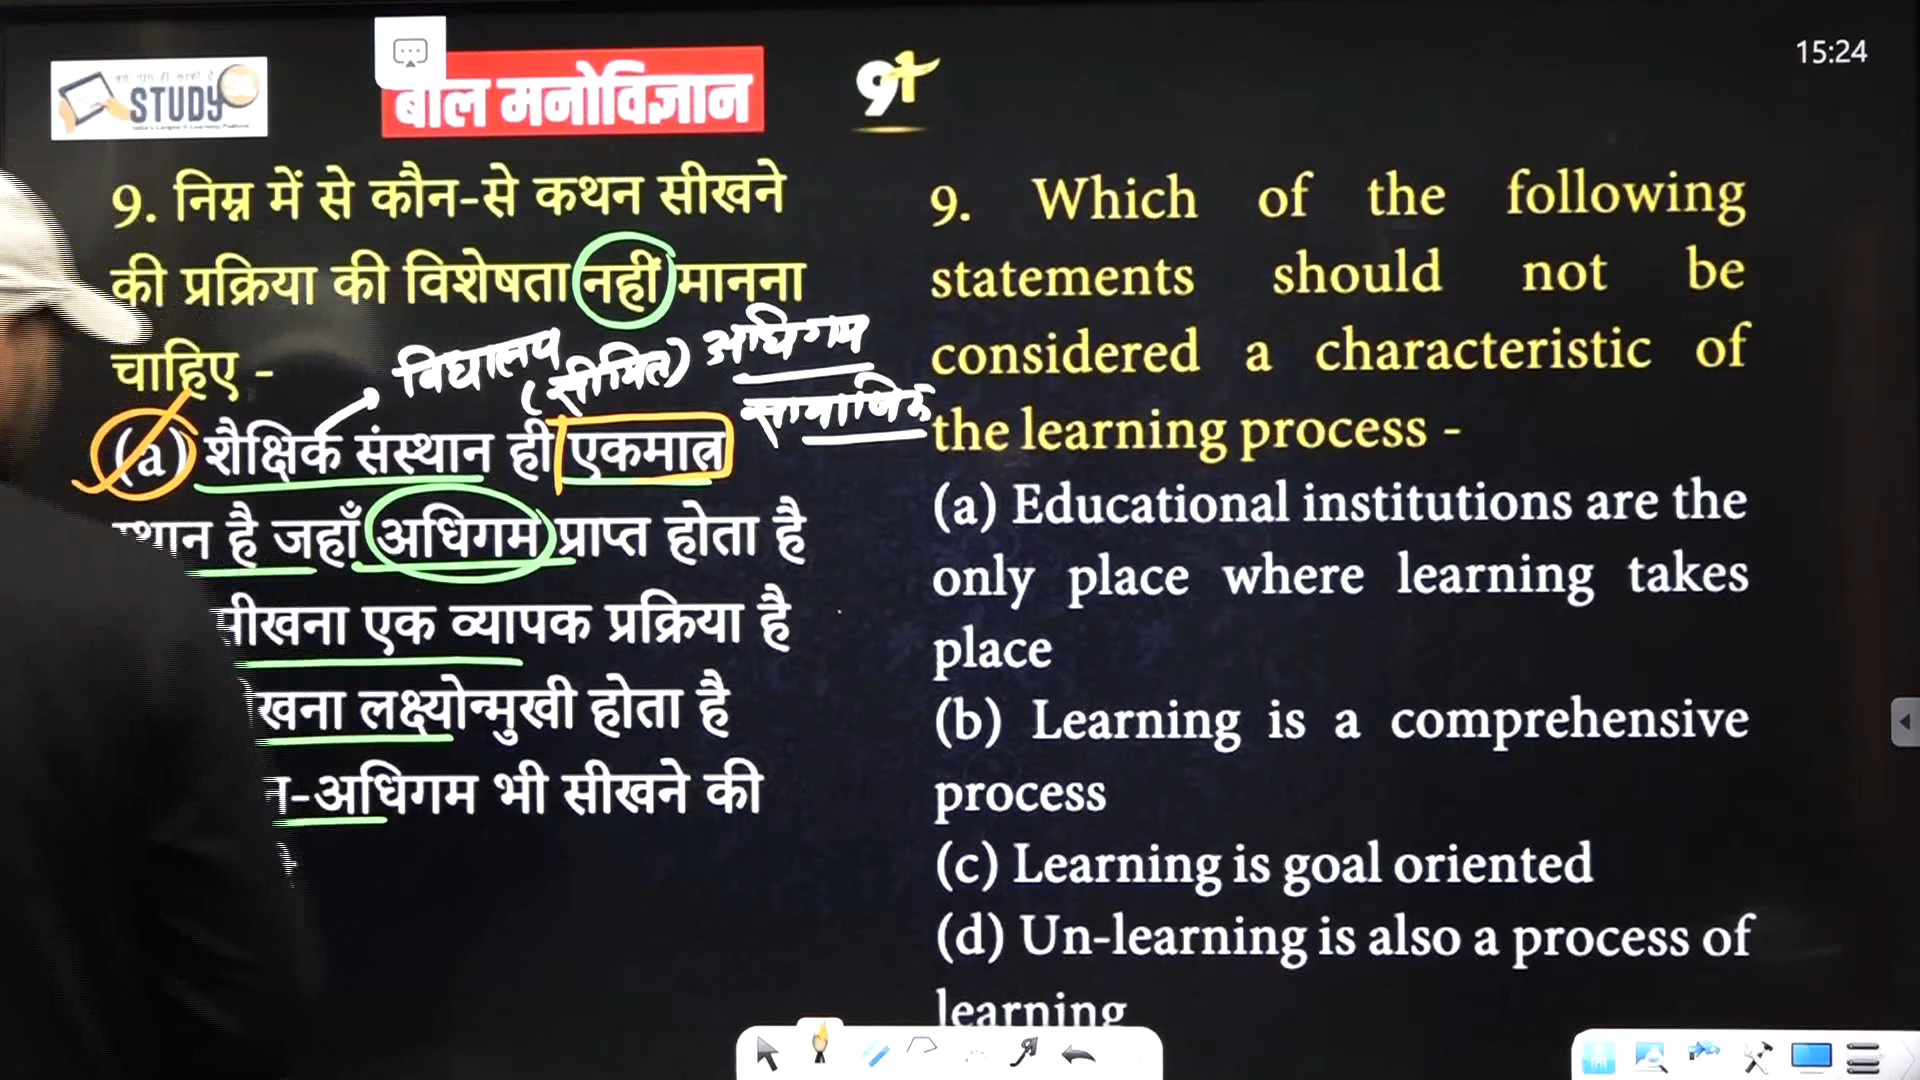 15:24
STUDY
बाल मनोविज्ञान
9. निम्न में से कौन-से कथन सीखने
की प्रक्रिया की विशेषता नहीं मानना
चाहिए -
विद्यालय
(सीमित)
अधिगम
सामाजिक
(a) शैक्षिक संस्थान ही एकमात्र
स्थान है जहाँ अधिगम प्राप्त होता है
सीखना एक व्यापक प्रक्रिया है
लक्ष्योन्मुखी होता है
-अधिगम भी सीखने की
9. Which of the following
statements should not be
considered a characteristic of
the learning process -
(a) Educational institutions are the
only place where learning takes
place
(b) Learning is a comprehensive
process
(c) Learning is goal oriented
(d) Un-learning is also a process of
learning